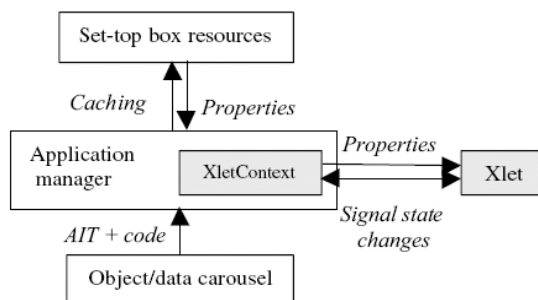 Set-top box resources
Caching
Properties
Application
manager
XletContext
Properties
Xlet
Signal state
changes
AIT + code
Object/data carousel